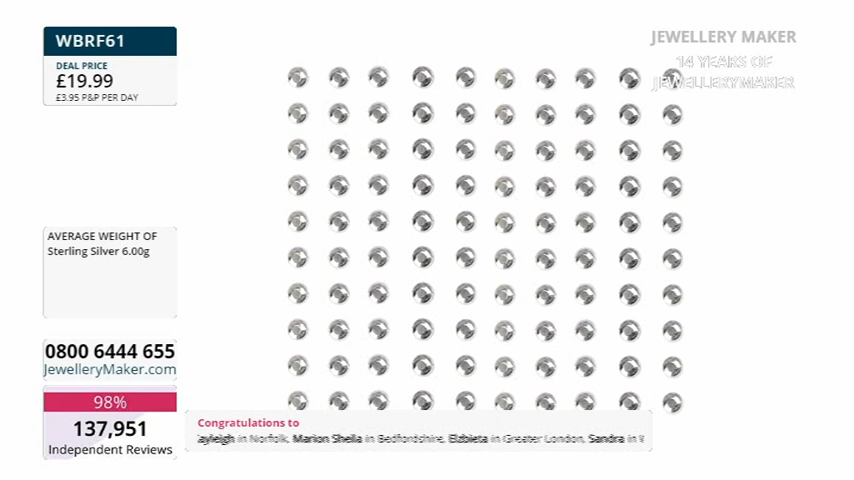 WBRF61
DEAL PRICE
£19.99
£3.95 P&P PER DAY
JEWELLERY MAKER
14 YEARS OF
JEWELLERYMAKER
AVERAGE WEIGHT OF
Sterling Silver 6.00g
0800 6444 655
JewelleryMaker.com
98%
137,951
Independent Reviews
Congratulations to
ayleigh in Norfolk, Marion Sheila in Bedfordshire, Elzbieta in Greater London, Sandra in